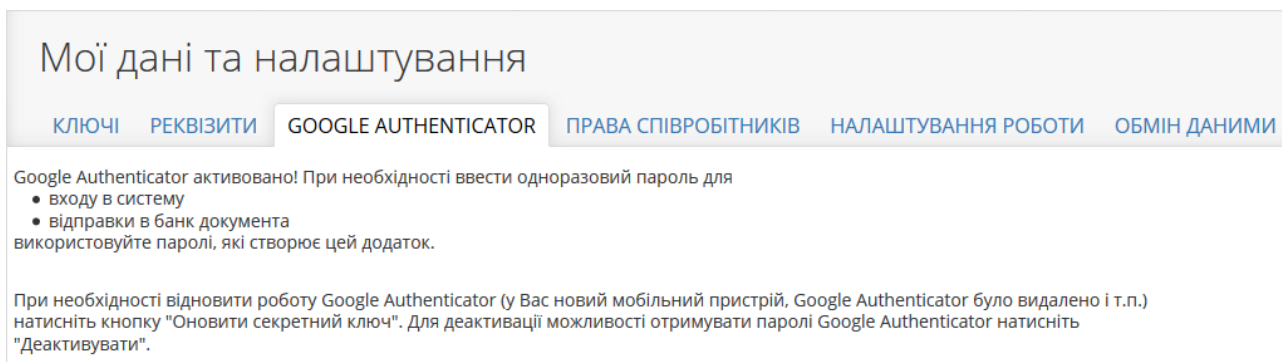 Мої дані та налаштування
КЛЮЧІ РЕКВІЗИТИ GOOGLE AUTHENTICATOR ПРАВА СПІВРОБІТНИКІВ НАЛАШТУВАННЯ РОБОТИ ОБМІН ДАНИМИ
Google Authenticator активовано! При необхідності ввести одноразовий пароль для
• входу в систему
• відправки в банк документа
використовуйте паролі, які створює цей додаток.
При необхідності відновити роботу Google Authenticator (у Вас новий мобільний пристрій, Google Authenticator було видалено і т.п.)
натисніть кнопку "Оновити секретний ключ". Для деактивації можливості отримувати паролі Google Authenticator натисніть
"Деактивувати".